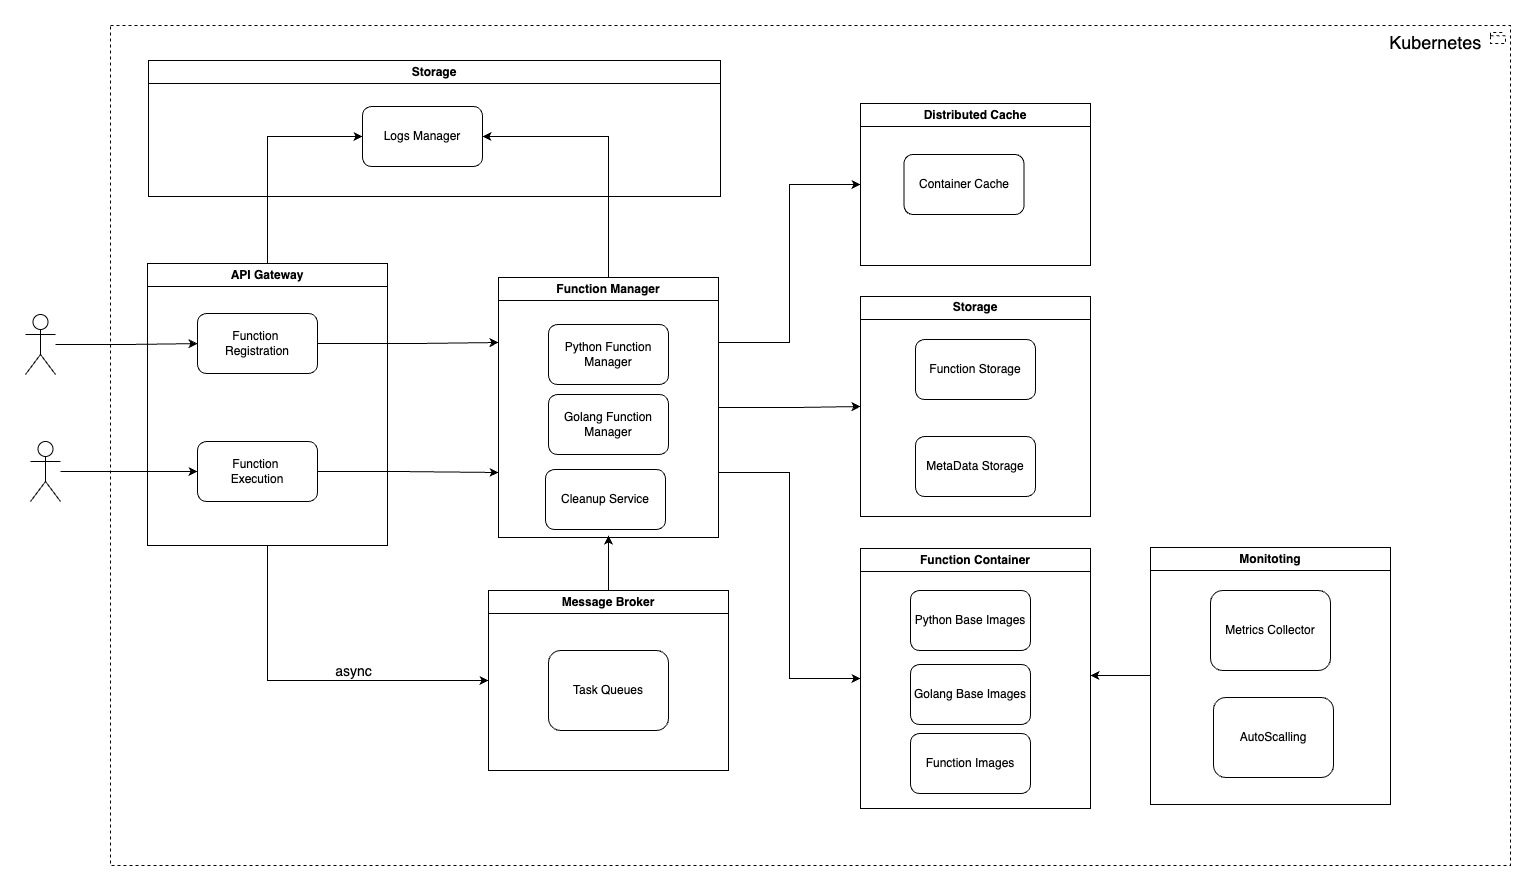 Kubernetes
Storage
Logs Manager
Distributed Cache
Container Cache
API Gateway
Function
Registration
Function
Execution
Function Manager
Python Function
Manager
Golang Function
Manager
Cleanup Service
Storage
Function Storage
MetaData Storage
Message Broker
Task Queues
async
Function Container
Python Base Images
Golang Base Images
Function Images
Monitoting
Metrics Collector
AutoScalling